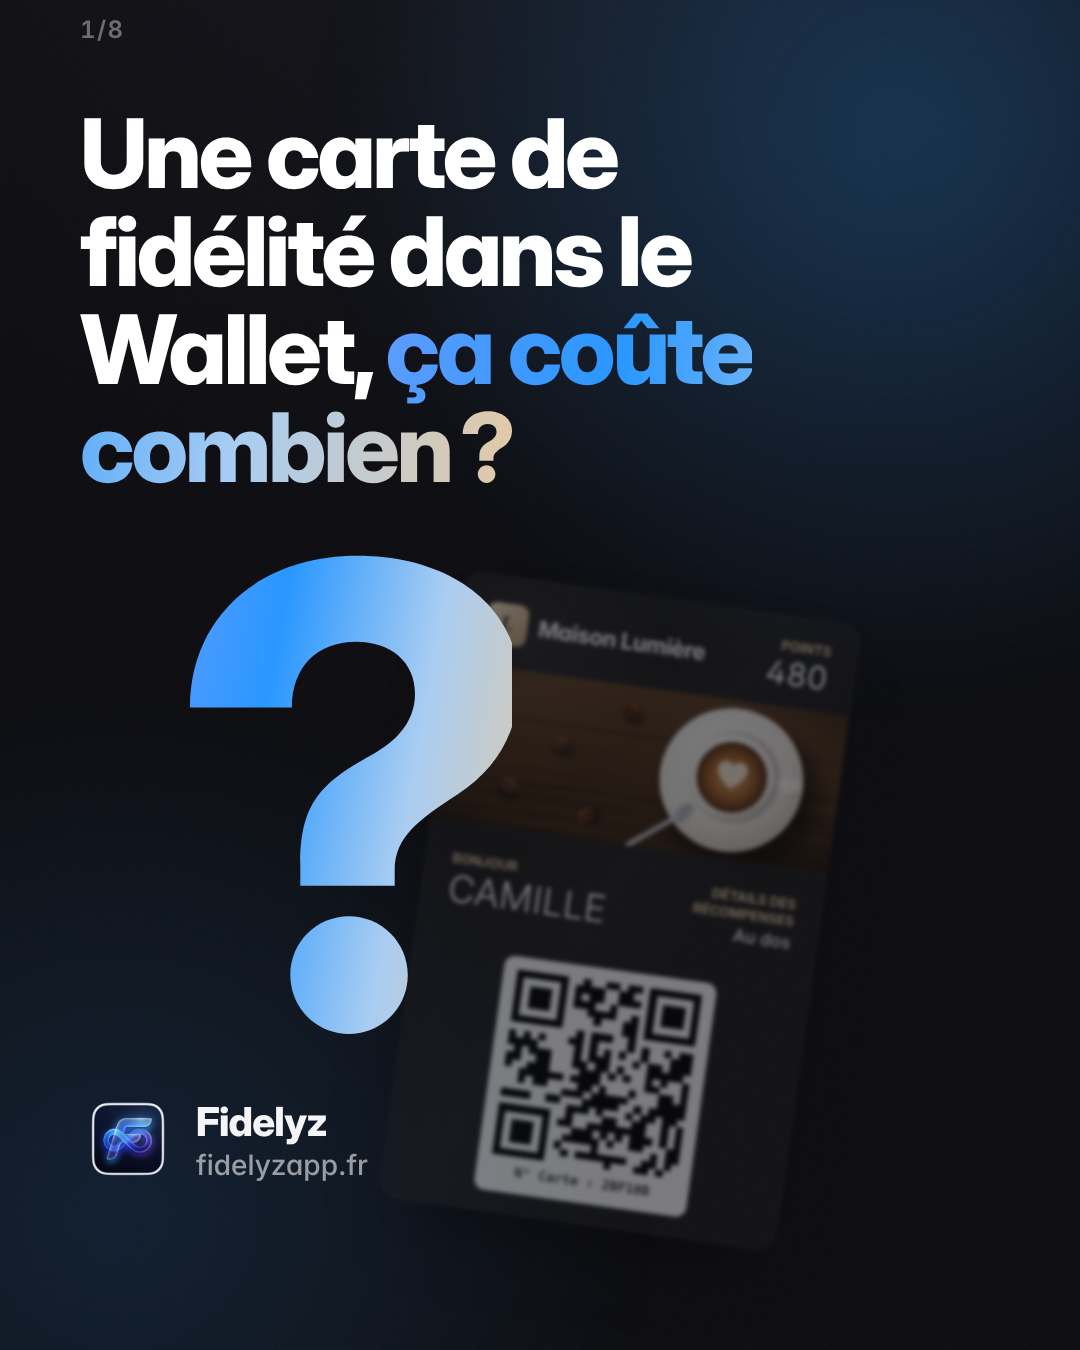 1/8
Une carte de
fidélité dans le
Wallet, ça coûte
combien ?
?
Maison Lumière
POINTS
480
BONJOUR
CAMILLE
DÉTAILS DES
RÉCOMPENSES
Au dos
N° Carte :
Fidelyz
fidelyzapp.fr